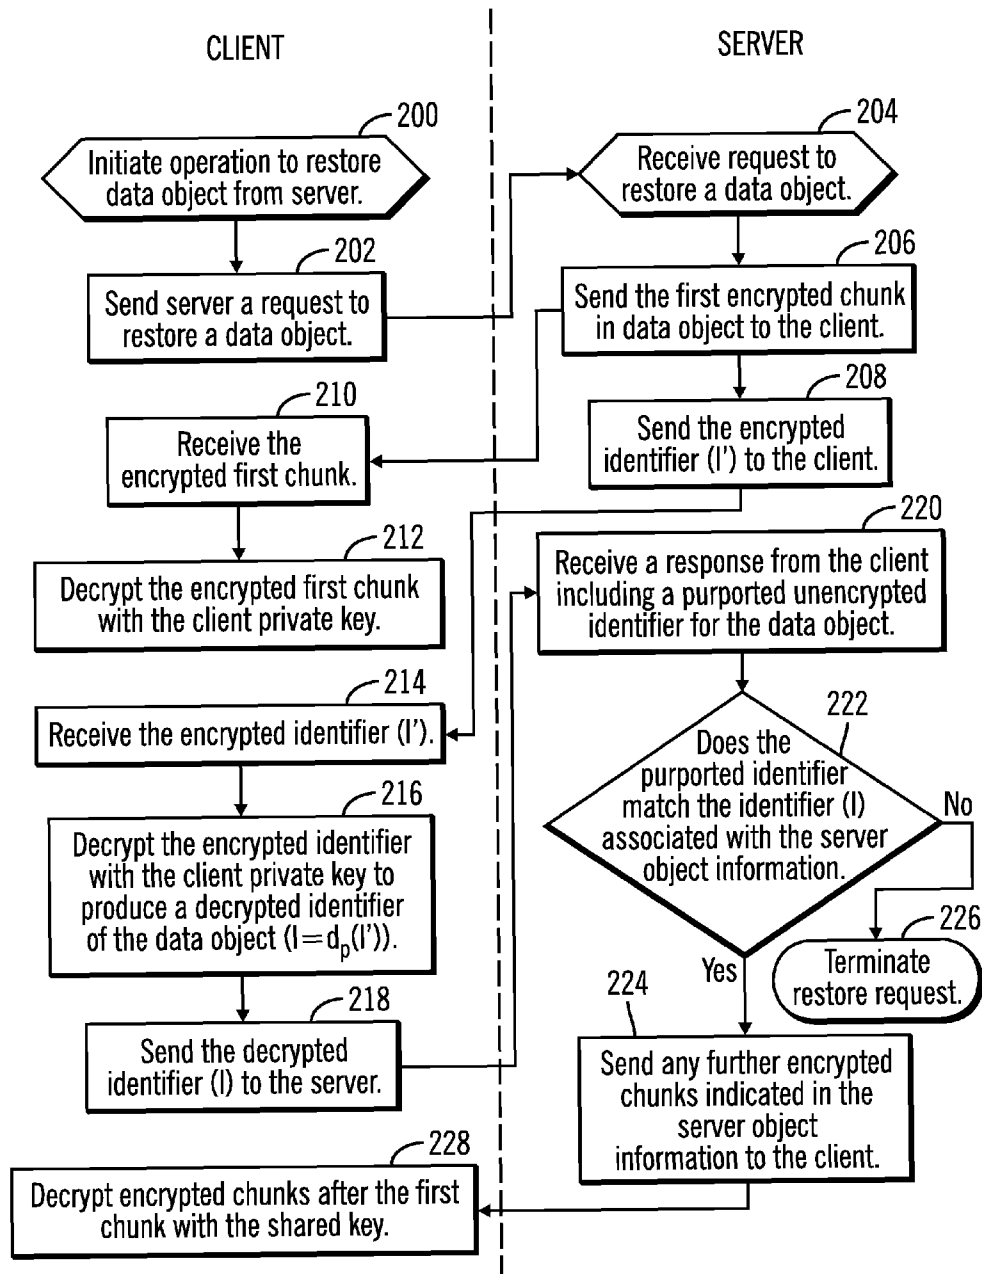 CLIENT
SERVER
200
Initiate operation to restore
data object from server.
204
Receive request to
restore a data object.
202
Send server a request to
restore a data object.
206
Send the first encrypted chunk
in data object to the client.
210
Receive the
encrypted first chunk.
208
Send the encrypted
identifier (I') to the client.
212
Decrypt the encrypted first chunk
with the client private key.
220
Receive a response from the client
including a purported unencrypted
identifier for the data object.
214
Receive the encrypted identifier (I').
222
Does the
purported identifier
match the identifier (I)
associated with the server
object information.
No
216
Decrypt the encrypted identifier
with the client private key to
produce a decrypted identifier
of the data object (I=dp(I')).
226
Terminate
restore request.
Yes
218
Send the decrypted
identifier (I) to the server.
224
Send any further encrypted
chunks indicated in the
server object
information to the client.
228
Decrypt encrypted chunks after the first
chunk with the shared key.